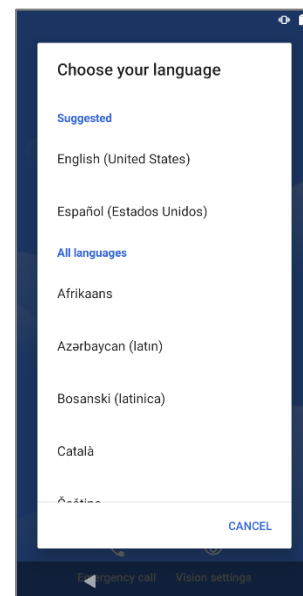 Choose your language
Suggested
English (United States)
Español (Estados Unidos)
All languages
Afrikaans
Azərbaycan (latın)
Bosanski (latinica)
Català
Čeština
CANCEL
Emergency call Vision settings